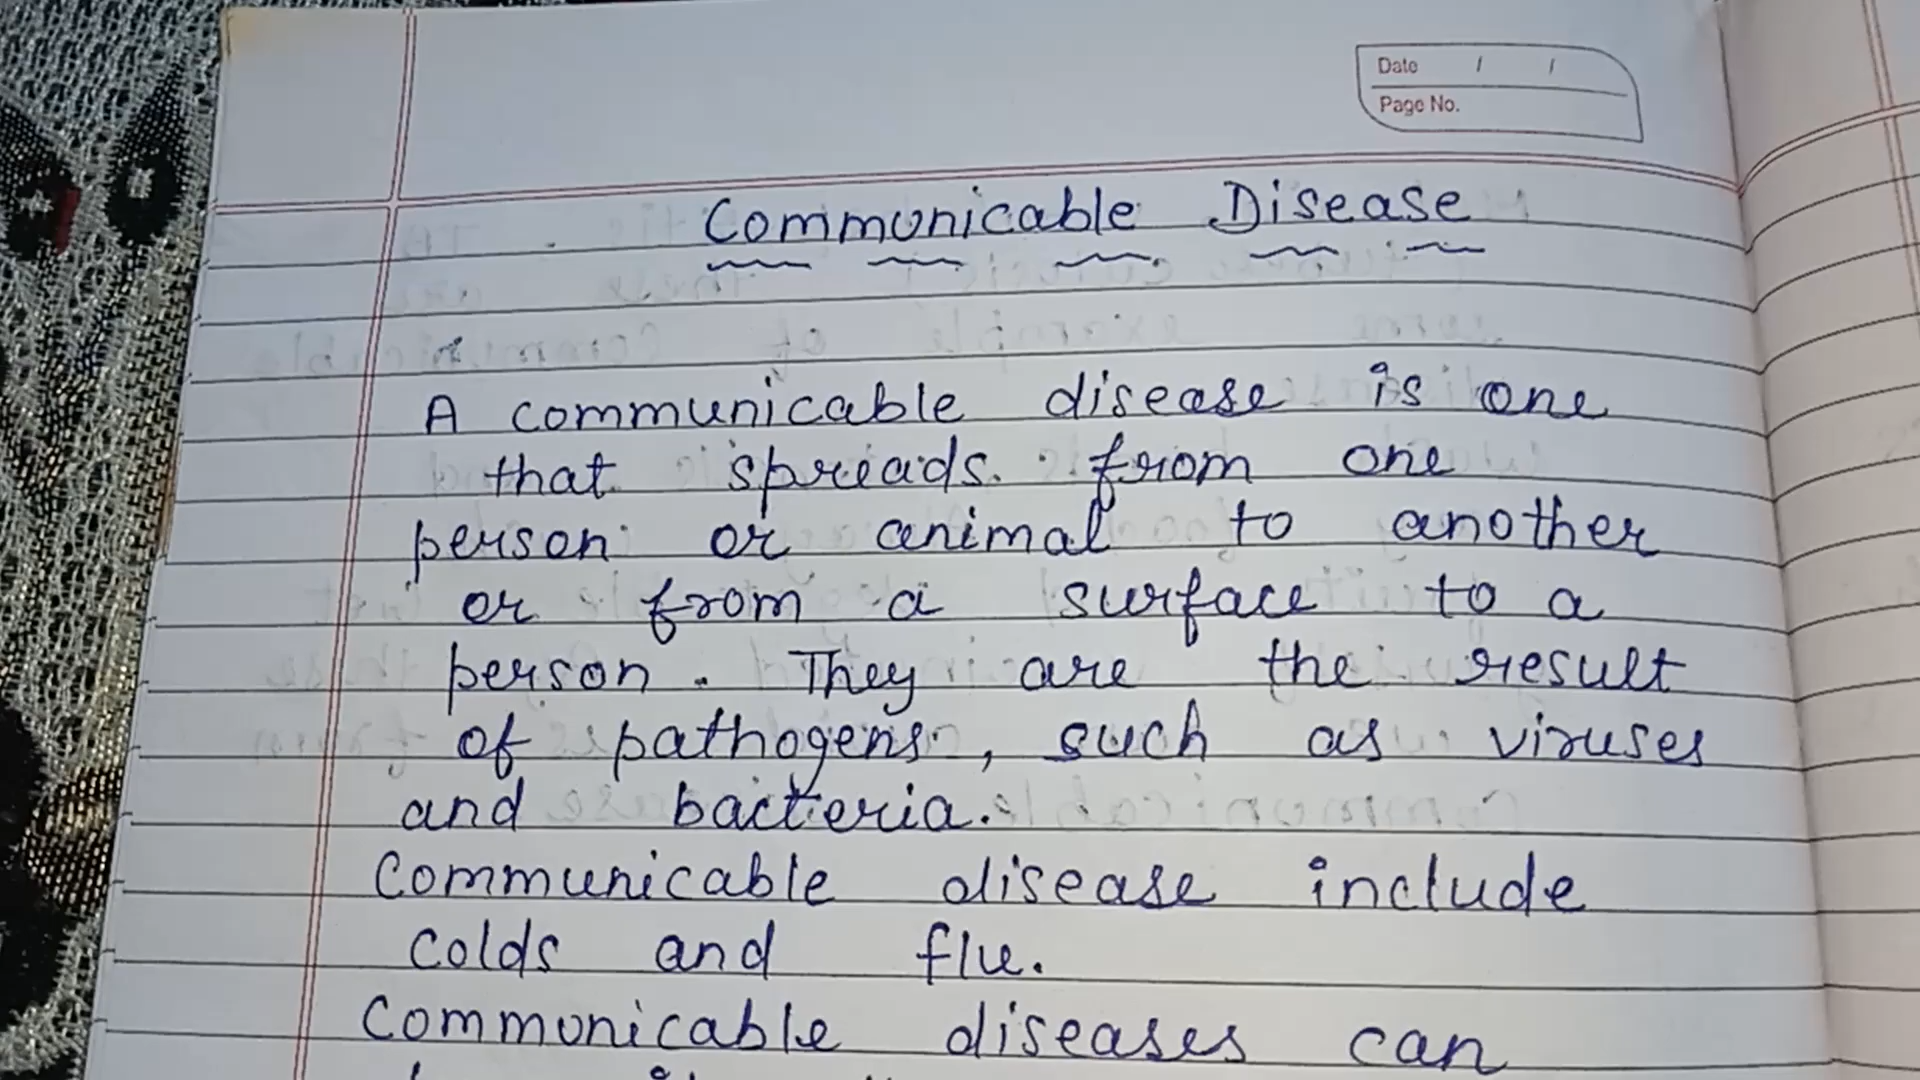 Date / /
Page No.
Communicable Disease
A communicable disease is one
that spreads. from one
person or animal to another
or from a surface to a
person. They are the result
of pathogens, such as viruses
and bacteria.
Communicable disease include
colds and flu.
Communicable diseases can